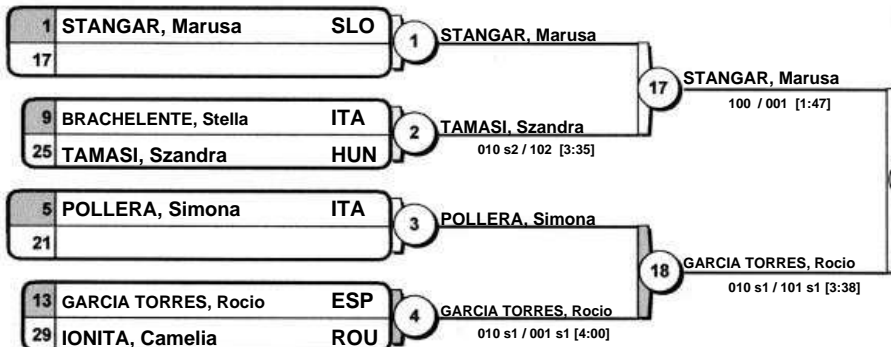 1 STANGAR, Marusa SLO
17
1
STANGAR, Marusa
9 BRACHELENTE, Stella ITA
25 TAMASI, Szandra HUN
2
TAMASI, Szandra
010 s2 / 102 [3:35]
17
STANGAR, Marusa
100 / 001 [1:47]
5 POLLERA, Simona ITA
21
3
POLLERA, Simona
13 GARCIA TORRES, Rocio ESP
29 IONITA, Camelia ROU
4
GARCIA TORRES, Rocio
010 s1 / 001 s1 [4:00]
18
GARCIA TORRES, Rocio
010 s1 / 101 s1 [3:38]